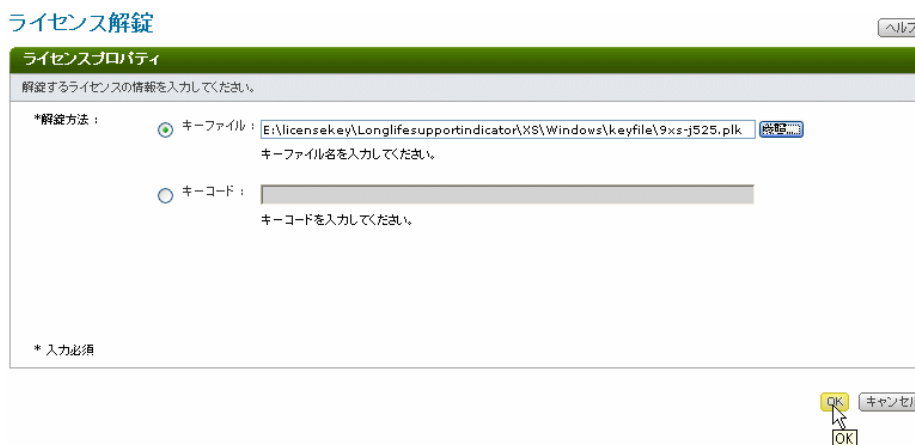 ライセンス解錠
ヘルプ
ライセンスプロパティ
解錠するライセンスの情報を入力してください。
*解錠方法:
キーファイル:
E:\licensekey\Longlifesupportindicator\XS\Windows\keyfile\9xs-j525.plk
キーファイル名を入力してください。
キーコード:
キーコードを入力してください。
* 入力必須
OK
キャンセル
OK